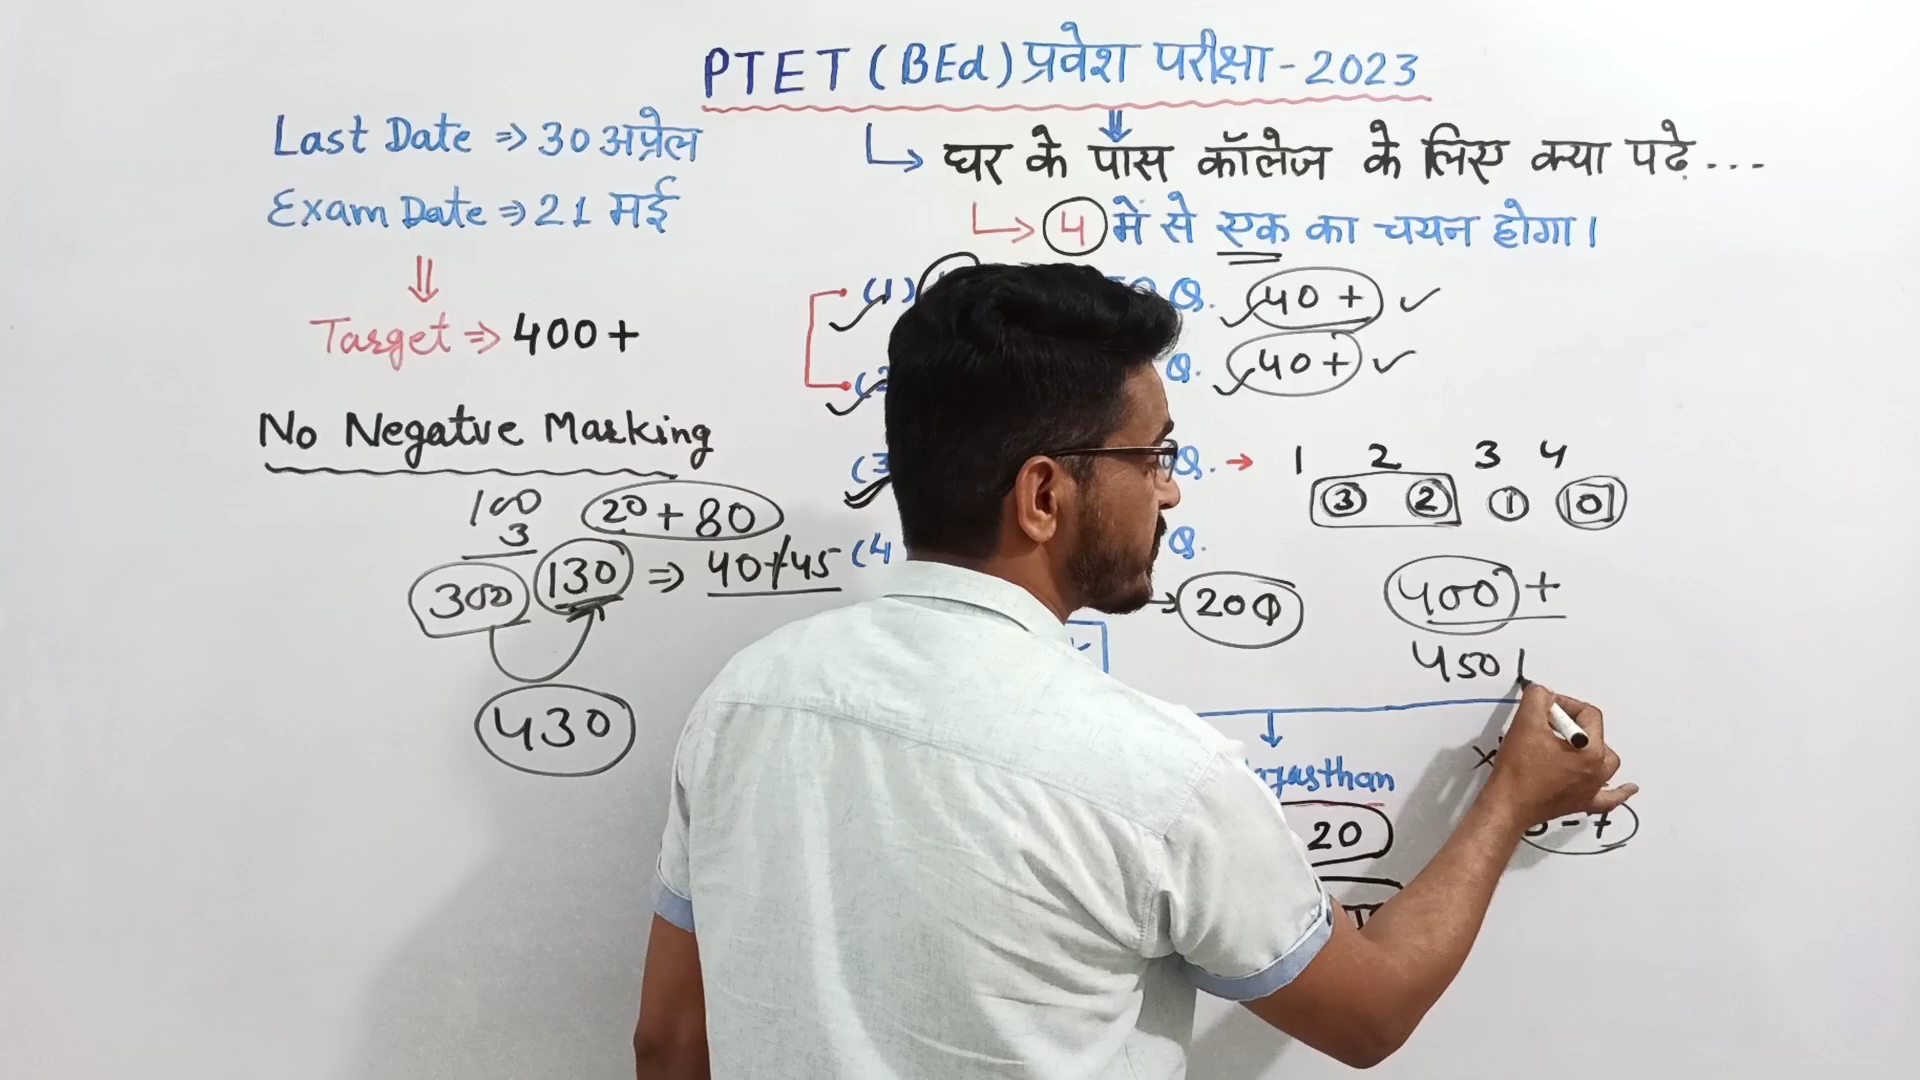 PTET (BEd) प्रवेश परीक्षा - 2023
घर के पास कॉलेज के लिए क्या पढे़ ...
4 में से एक का चयन होगा।
Last Date ⇒ 30 अप्रेल
Exam Date ⇒ 21 मई
Target ⇒ 400+
No Negatve Marking
100
3
300
20 + 80
130 ⇒ 40+/45
430
(1) Q. 40 + ✓
(2 Q. 40 + ✓
(3 Q. → 1 2 3 4
3 2 1 0
(4 Q.
→ 200
400 +
450
20
- 7